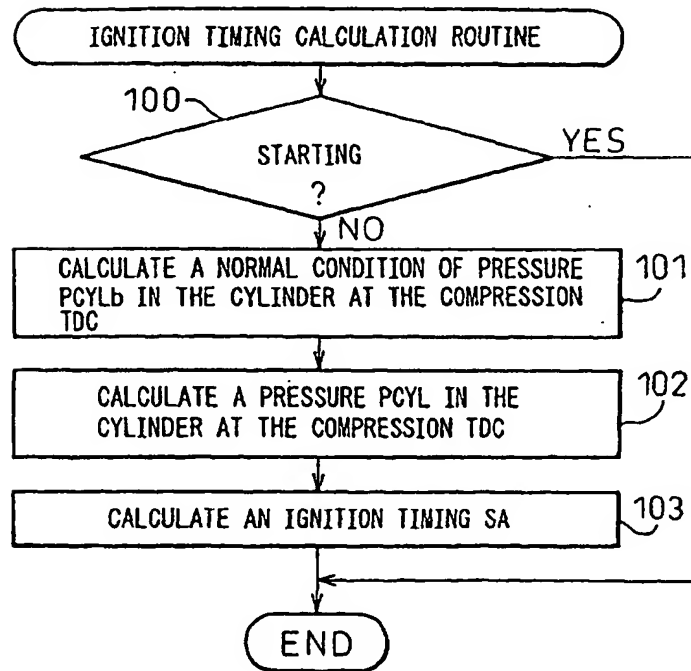 IGNITION TIMING CALCULATION ROUTINE
100
STARTING
?
YES
NO
CALCULATE A NORMAL CONDITION OF PRESSURE
PCYLb IN THE CYLINDER AT THE COMPRESSION
TDC
101
CALCULATE A PRESSURE PCYL IN THE
CYLINDER AT THE COMPRESSION TDC
102
CALCULATE AN IGNITION TIMING SA
103
END